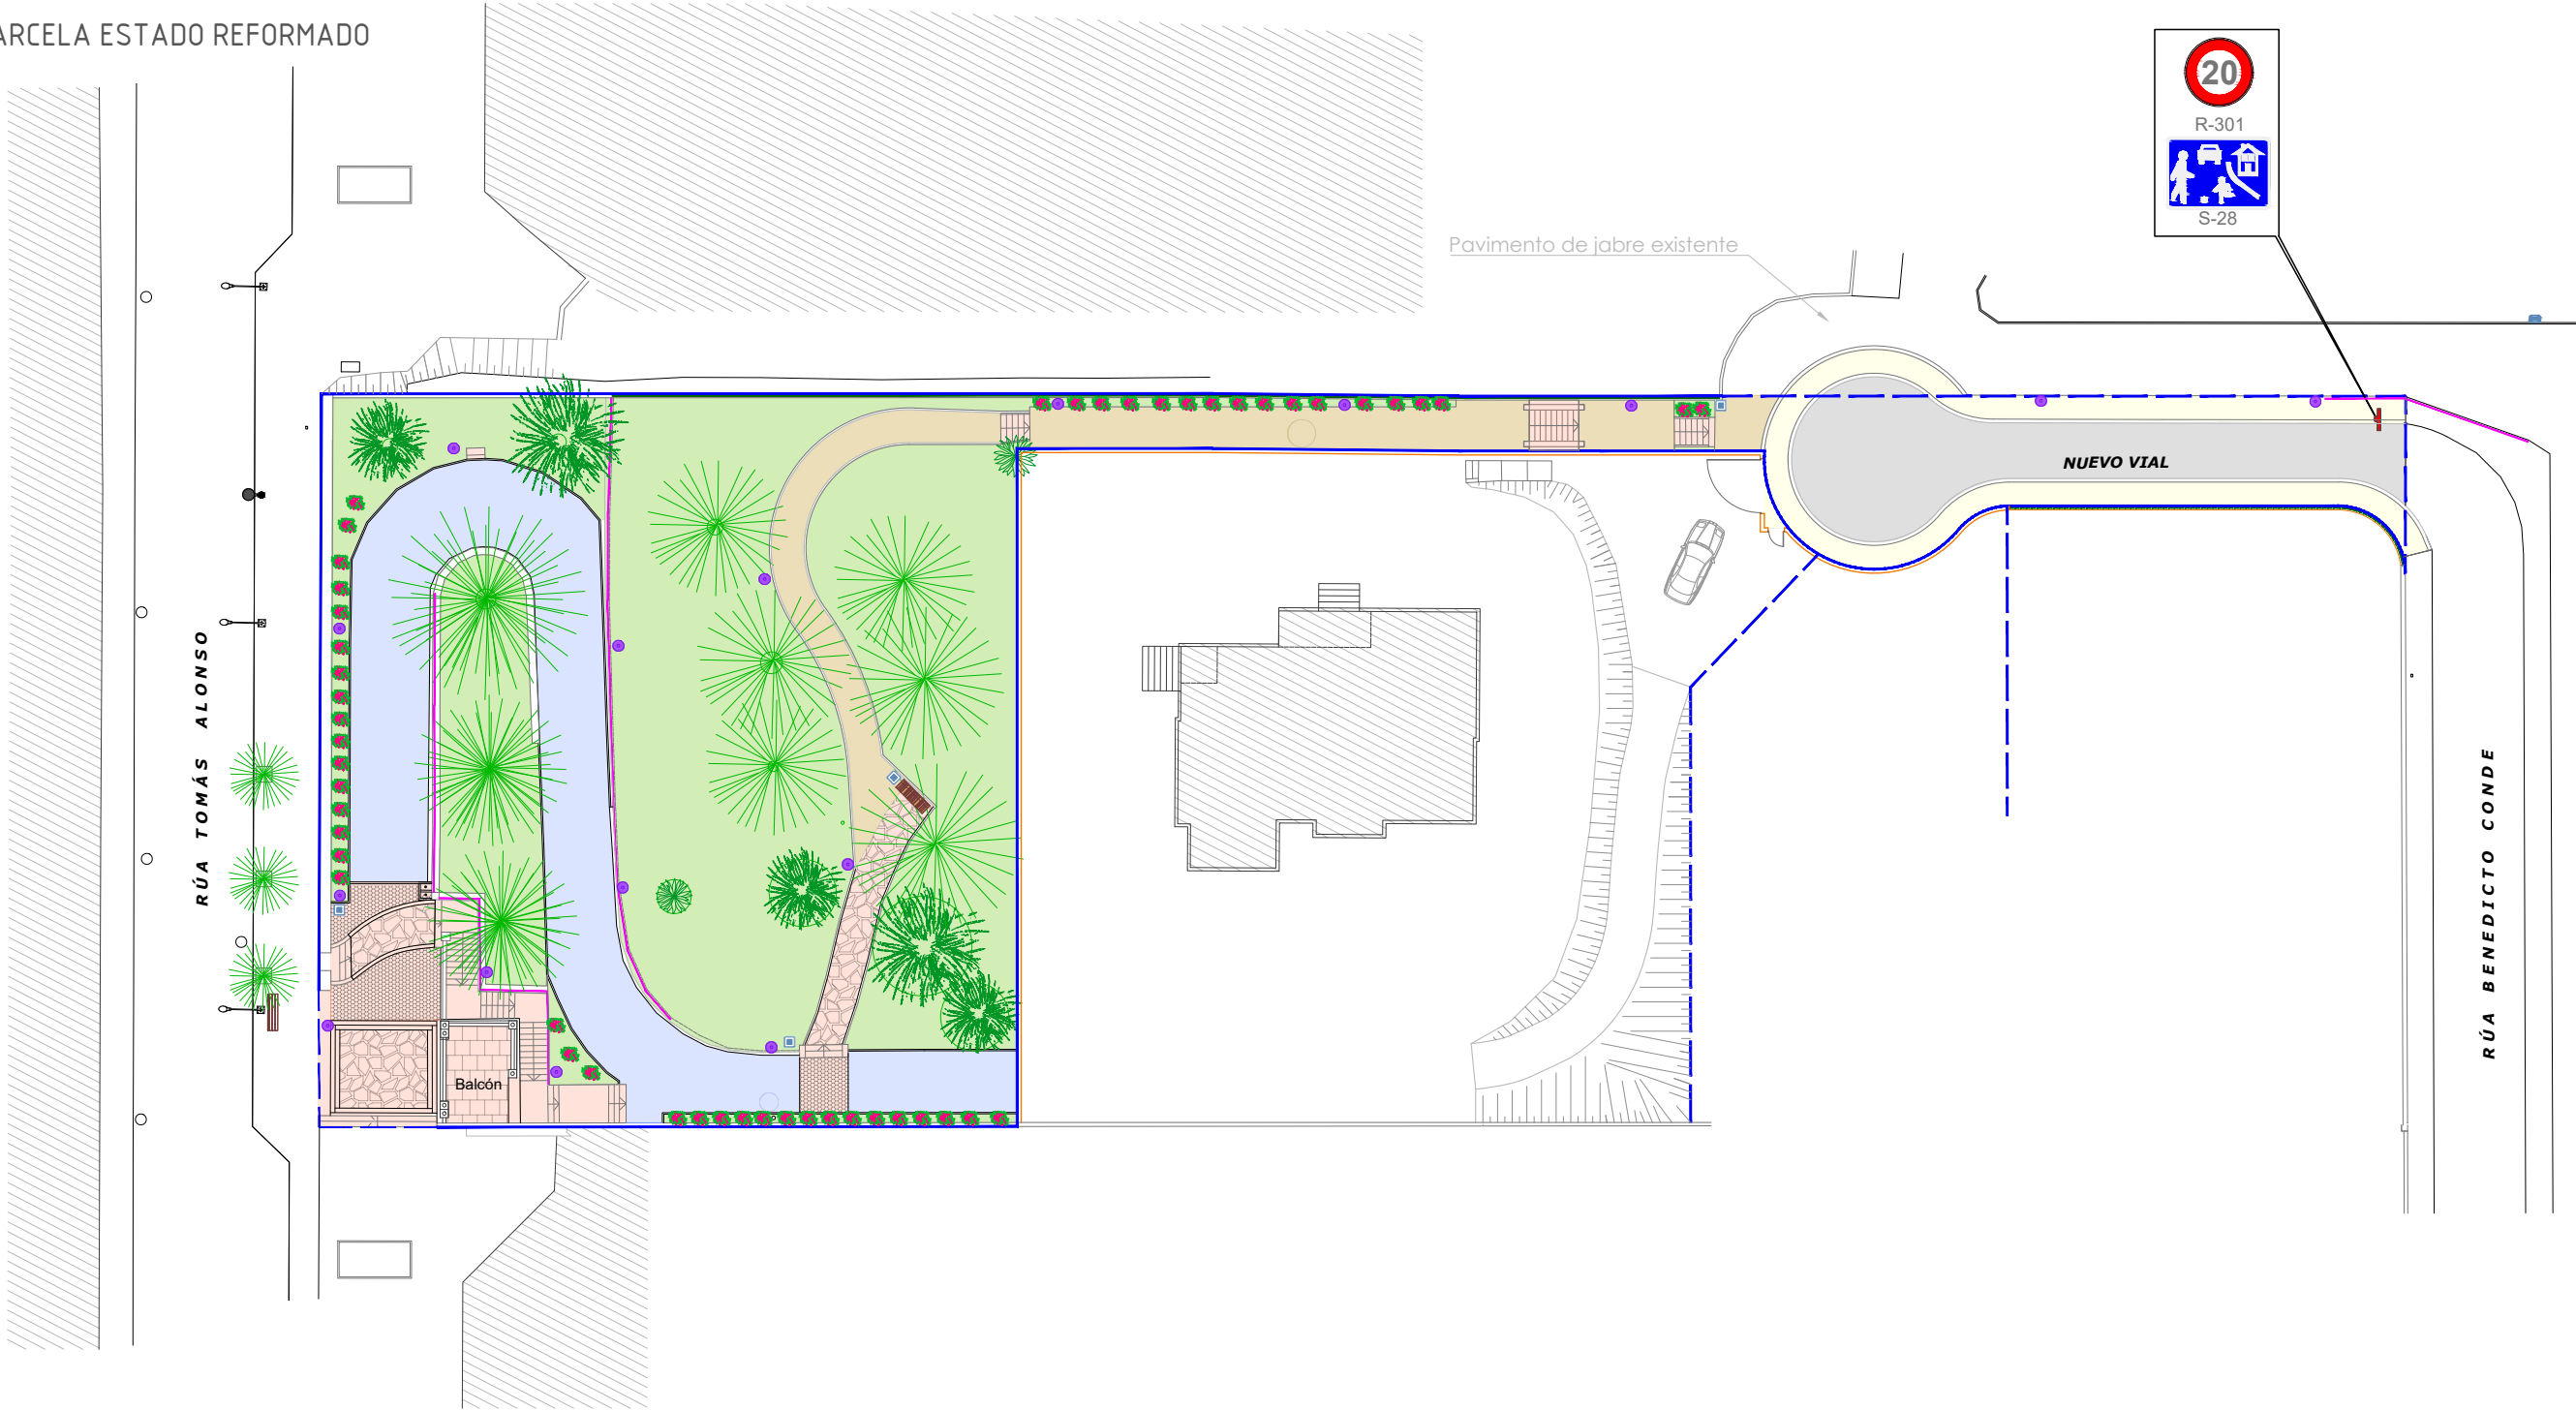 ARCELA ESTADO REFORMADO
20
R-301
S-28
Pavimento de jabre existente
NUEVO VIAL
RÚA TOMÁS ALONSO
RÚA BENEDICTO CONDE
Balcón